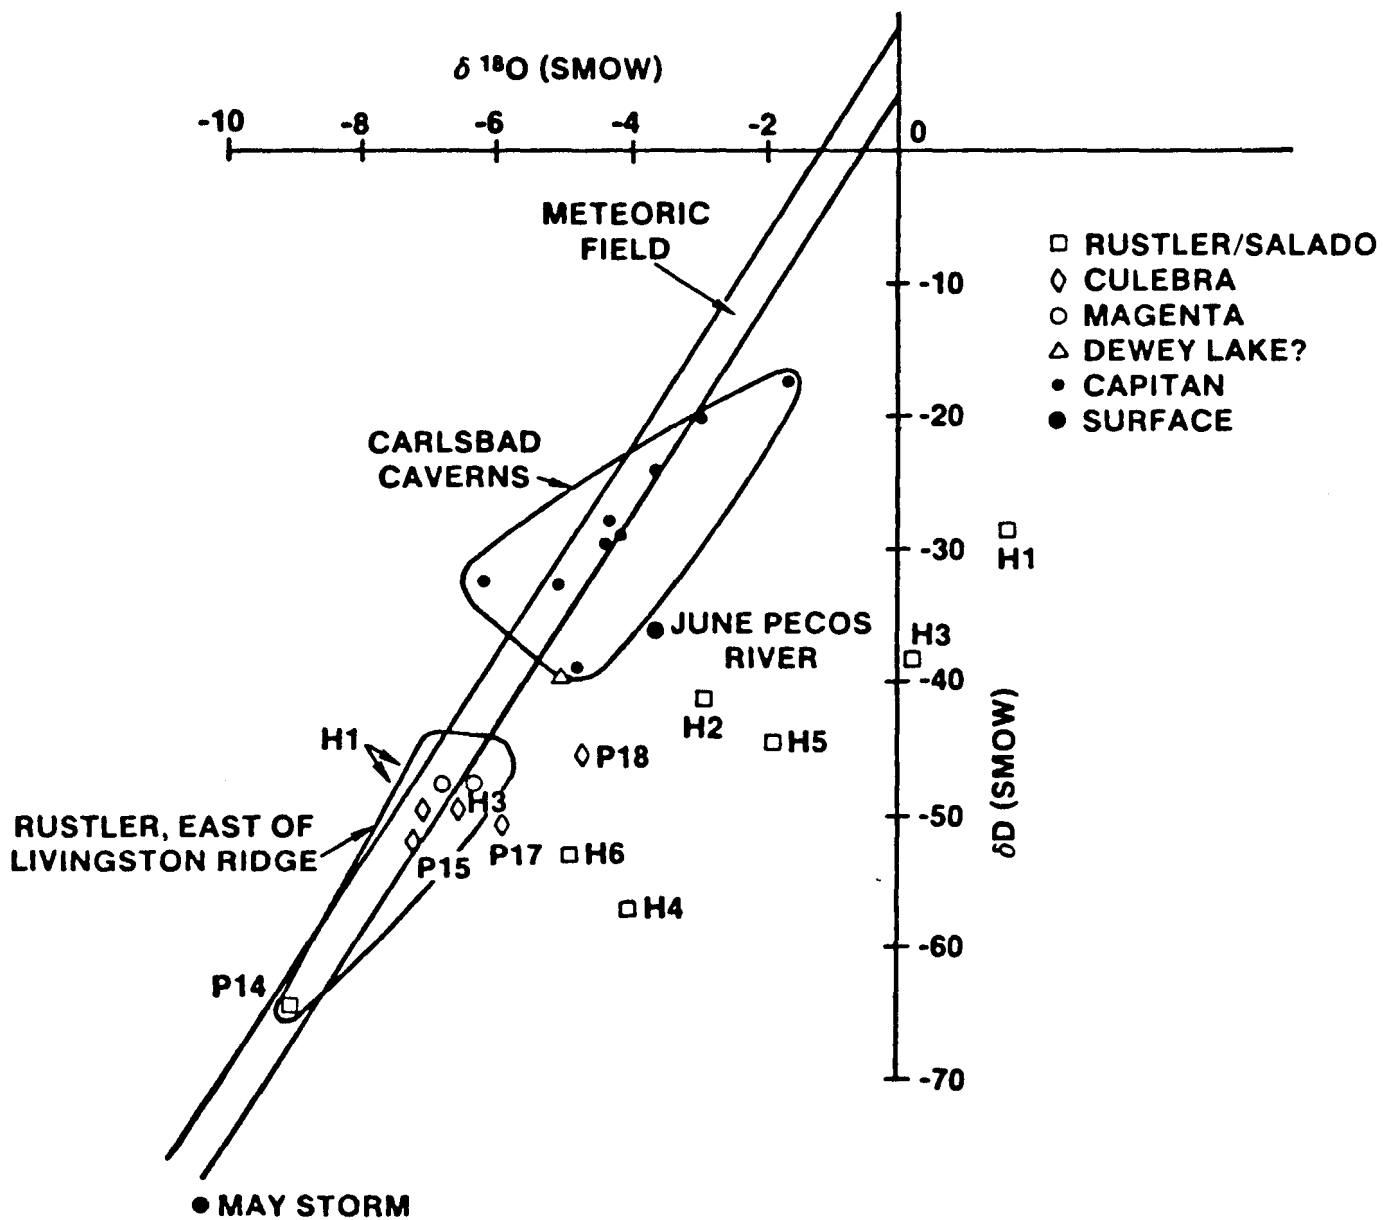 δ ¹⁸O (SMOW)
-10
-8
-6
-4
-2
0
METEORIC
FIELD
RUSTLER/SALADO
CULEBRA
MAGENTA
DEWEY LAKE?
CAPITAN
SURFACE
-10
-20
-30
-40
-50
-60
-70
δD (SMOW)
CARLSBAD
CAVERNS
H1
JUNE PECOS
RIVER
H3
H2
H5
P18
H1
H3
RUSTLER, EAST OF
LIVINGSTON RIDGE
P15
P17
H6
H4
P14
MAY STORM